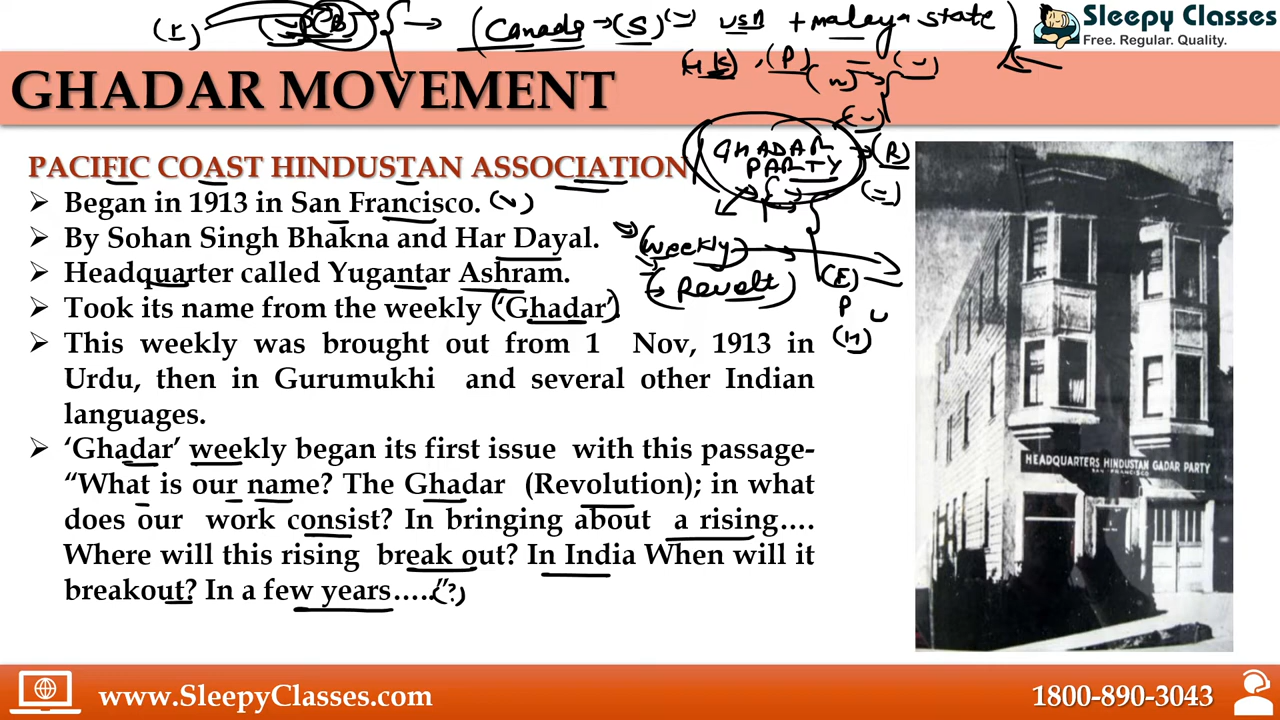 (I)
(Canada → (S) (=) USA + malaya state)
Sleepy Classes
Free. Regular. Quality.
(P)
GHADAR MOVEMENT
GHADAR
PARTY
(R)
PACIFIC COAST HINDUSTAN ASSOCIATION
➢ Began in 1913 in San Francisco.
➢ By Sohan Singh Bhakna and Har Dayal.
(weekly)
➢ Headquarter called Yugantar Ashram.
(Revolt)
(E)
P
(H)
➢ Took its name from the weekly ('Ghadar').
➢ This weekly was brought out from 1 Nov, 1913 in
Urdu, then in Gurumukhi and several other Indian
languages.
➢ ‘Ghadar’ weekly began its first issue with this passage-
“What is our name? The Ghadar (Revolution); in what
does our work consist? In bringing about a rising….
Where will this rising break out? In India When will it
breakout? In a few years…..” (?)
HEADQUARTERS HINDUSTAN GADAR PARTY
SAN FRANCISCO
www.SleepyClasses.com
1800-890-3043